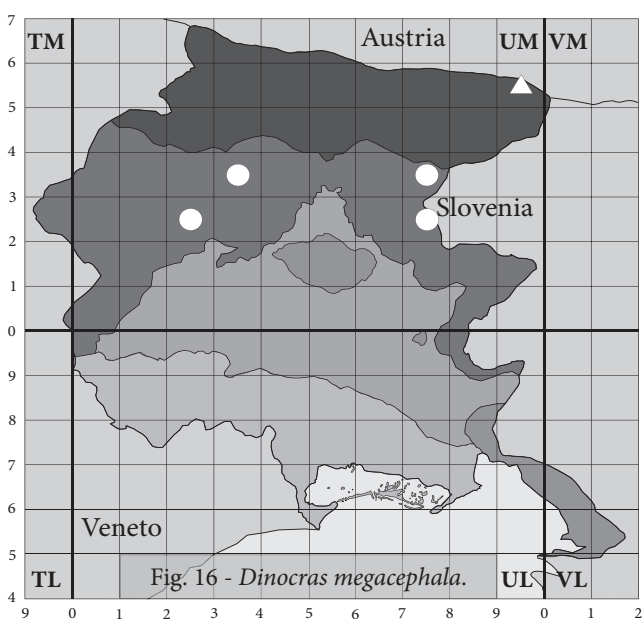 7
TM Austria UM VM
6
5
4
3
Slovenia
2
1
0
9
8
7
6
Veneto
5
TL Fig. 16 - Dinocras megacephala. UL VL
4
9 0 1 2 3 4 5 6 7 8 9 0 1 2